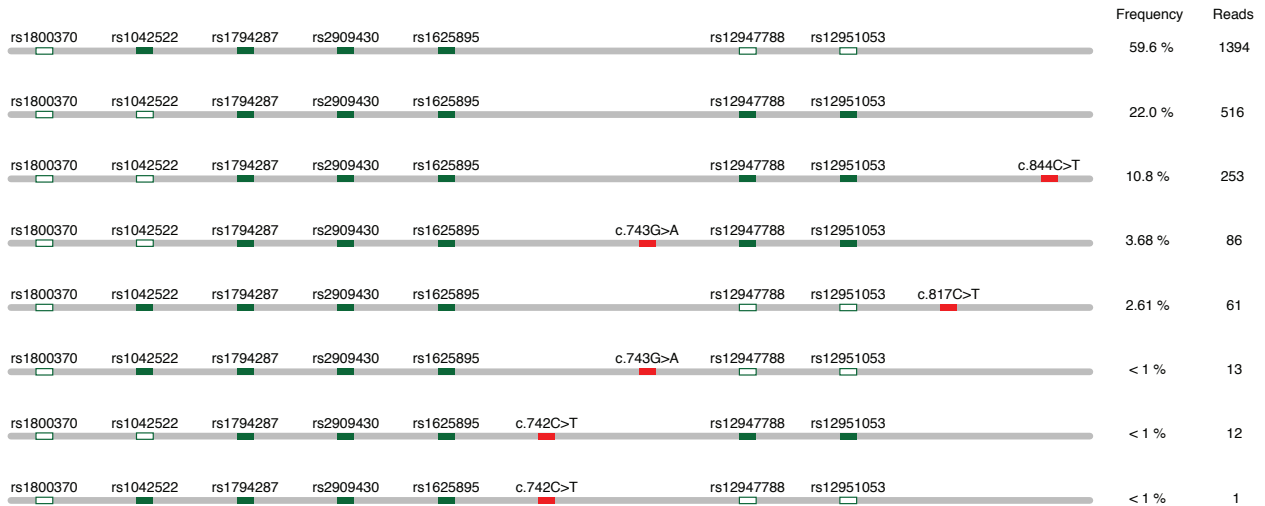 Frequency Reads
rs1800370 rs1042522 rs1794287 rs2909430 rs1625895 rs12947788 rs12951053 59.6 % 1394
rs1800370 rs1042522 rs1794287 rs2909430 rs1625895 rs12947788 rs12951053 22.0 % 516
rs1800370 rs1042522 rs1794287 rs2909430 rs1625895 rs12947788 rs12951053 c.844C>T 10.8 % 253
rs1800370 rs1042522 rs1794287 rs2909430 rs1625895 c.743G>A rs12947788 rs12951053 3.68 % 86
rs1800370 rs1042522 rs1794287 rs2909430 rs1625895 rs12947788 rs12951053 c.817C>T 2.61 % 61
rs1800370 rs1042522 rs1794287 rs2909430 rs1625895 c.743G>A rs12947788 rs12951053 < 1 % 13
rs1800370 rs1042522 rs1794287 rs2909430 rs1625895 c.742C>T rs12947788 rs12951053 < 1 % 12
rs1800370 rs1042522 rs1794287 rs2909430 rs1625895 c.742C>T rs12947788 rs12951053 < 1 % 1